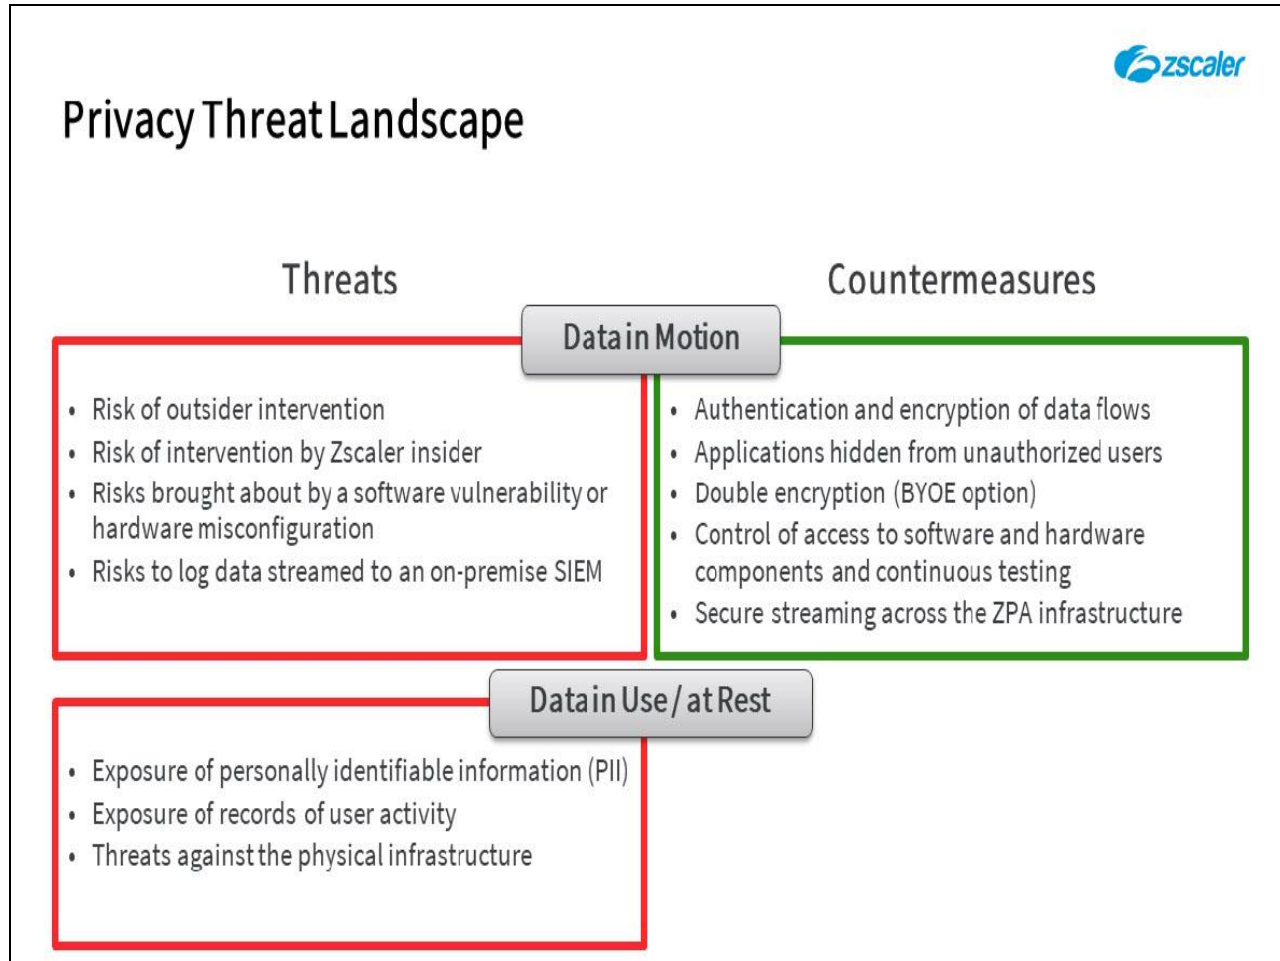 zscaler
Privacy Threat Landscape
Threats
Countermeasures
Data in Motion
• Risk of outsider intervention
• Risk of intervention by Zscaler insider
• Risks brought about by a software vulnerability or
hardware misconfiguration
• Risks to log data streamed to an on-premise SIEM
• Authentication and encryption of data flows
• Applications hidden from unauthorized users
• Double encryption (BYOE option)
• Control of access to software and hardware
components and continuous testing
• Secure streaming across the ZPA infrastructure
Data in Use / at Rest
• Exposure of personally identifiable information (PII)
• Exposure of records of user activity
• Threats against the physical infrastructure